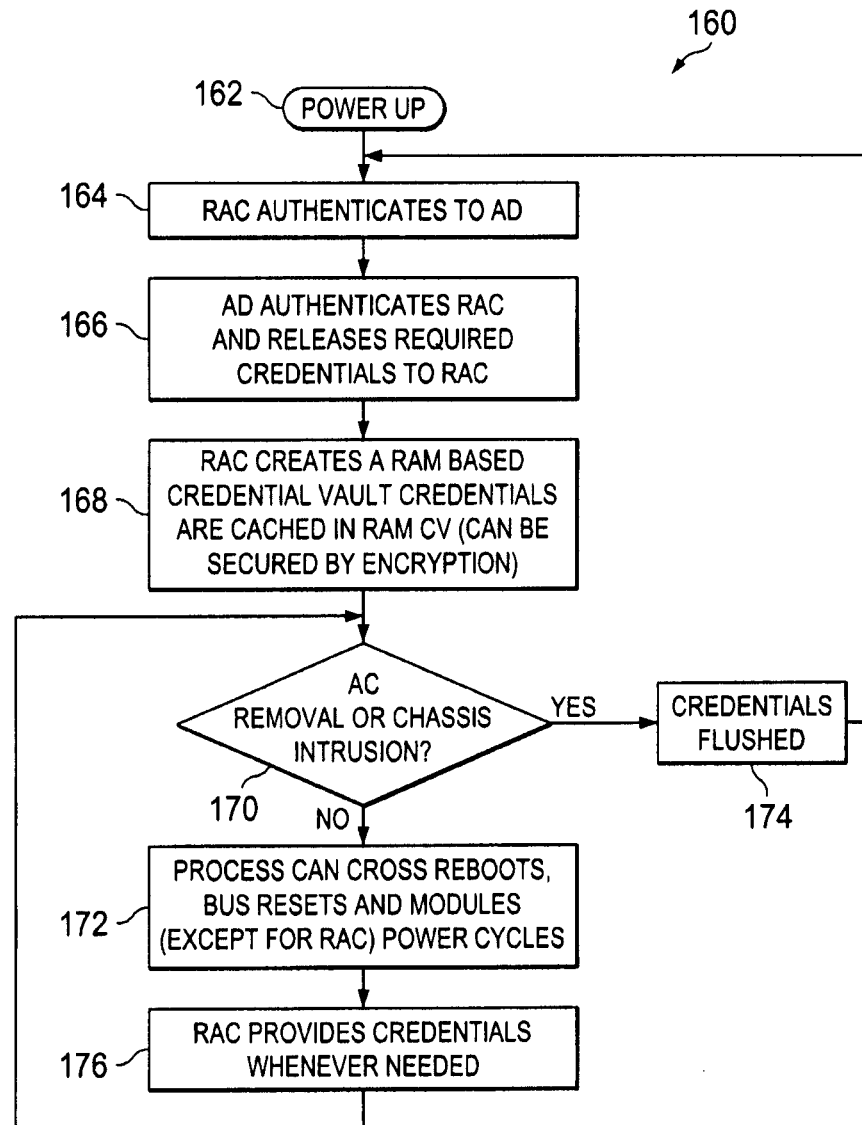 160
162
POWER UP
164
RAC AUTHENTICATES TO AD
166
AD AUTHENTICATES RAC
AND RELEASES REQUIRED
CREDENTIALS TO RAC
168
RAC CREATES A RAM BASED
CREDENTIAL VAULT CREDENTIALS
ARE CACHED IN RAM CV (CAN BE
SECURED BY ENCRYPTION)
AC
REMOVAL OR CHASSIS
INTRUSION?
170
YES
CREDENTIALS
FLUSHED
174
NO
172
PROCESS CAN CROSS REBOOTS,
BUS RESETS AND MODULES
(EXCEPT FOR RAC) POWER CYCLES
176
RAC PROVIDES CREDENTIALS
WHENEVER NEEDED